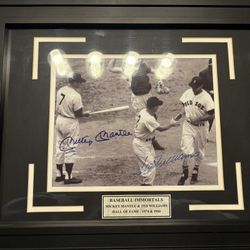 7
RED SOX
Mickey Mantle
Ted Williams
BASEBALL IMMORTALS
MICKEY MANTLE & TED WILLIAMS
HALL OF FAME - 1974 & 1966